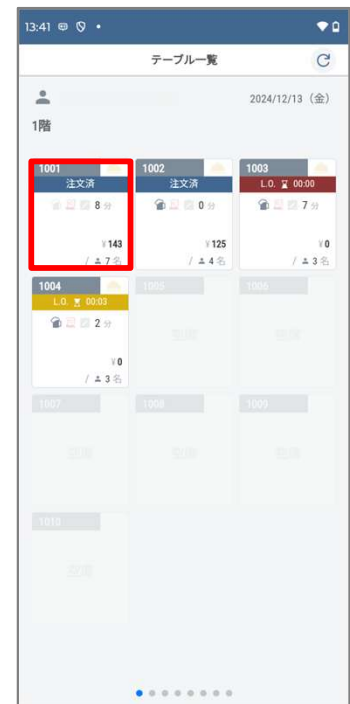 13:41
テーブル一覧
2024/12/13（金）
1階
1001
注文済
8 分
¥143
/ 7 名
1002
注文済
0 分
¥125
/ 4 名
1003
L.O. 00:00
7 分
¥0
/ 3 名
1004
L.O. 00:03
2 分
¥0
/ 3 名
1005
空席
1006
空席
1007
空席
1008
空席
1009
空席
1010
空席